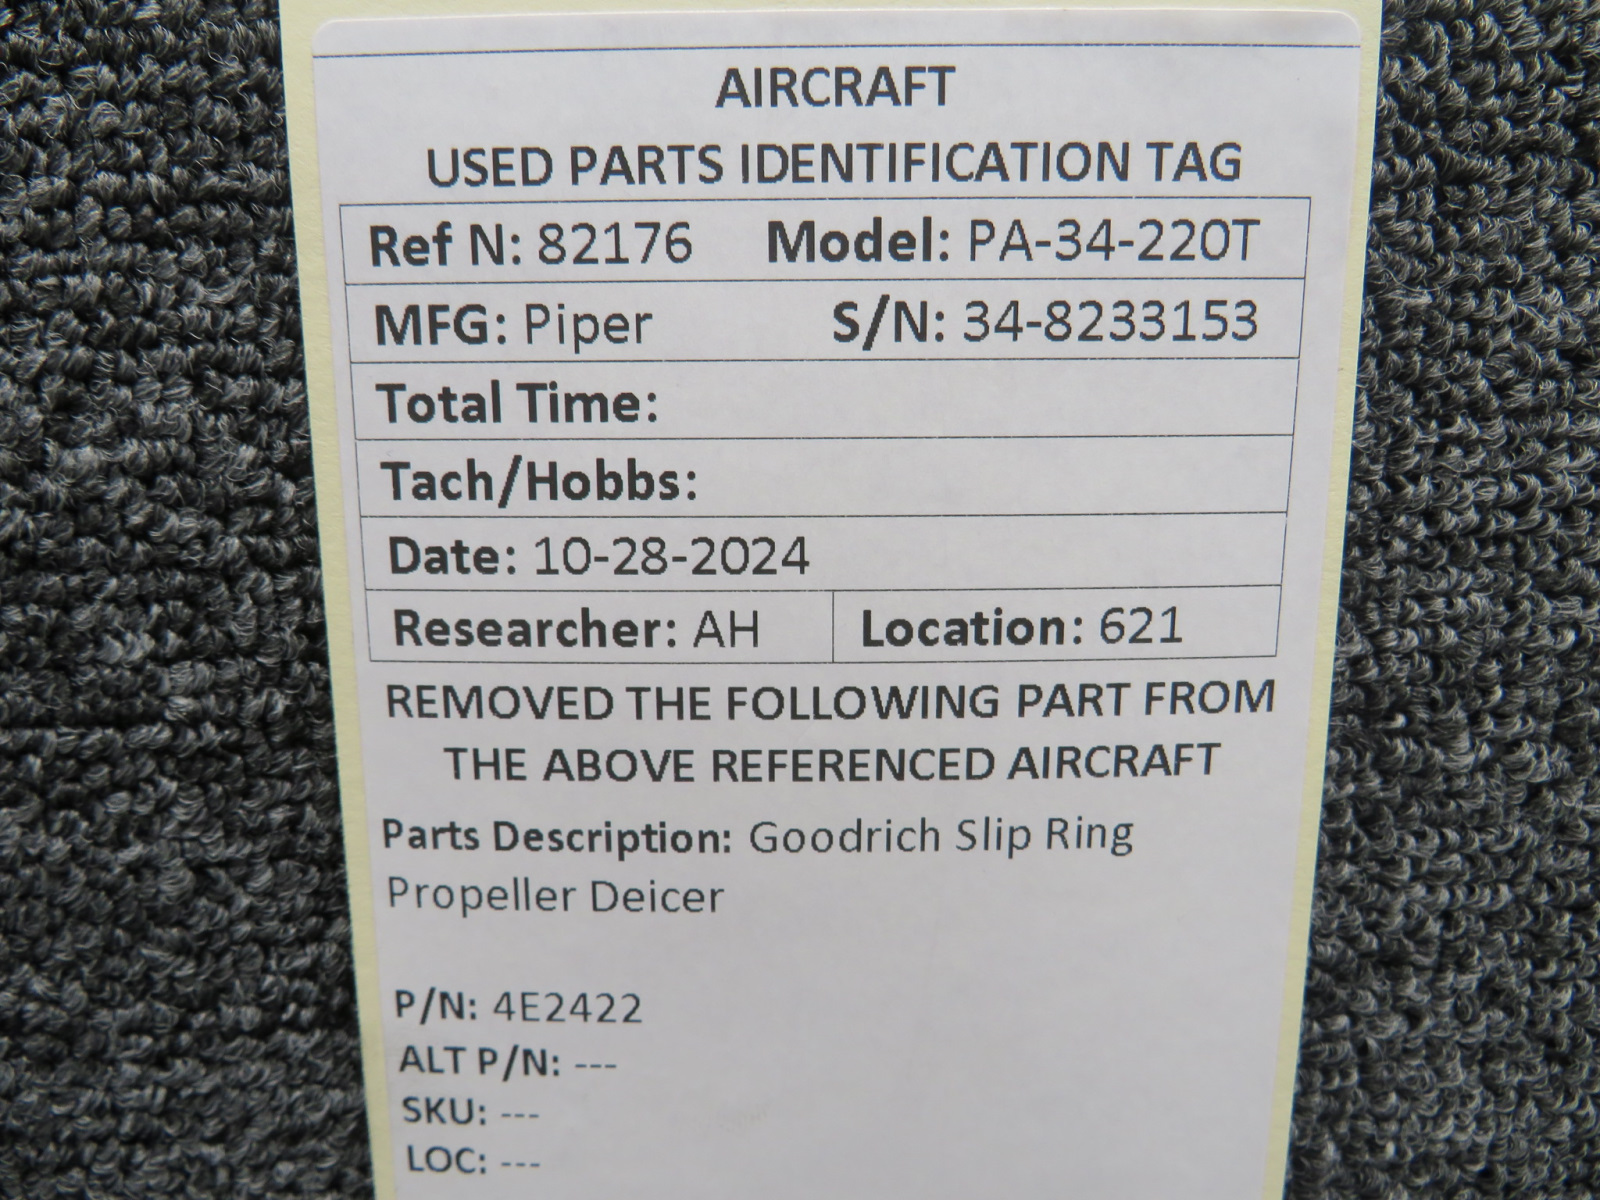 AIRCRAFT
USED PARTS IDENTIFICATION TAG
Ref N: 82176 Model: PA-34-220T
MFG: Piper S/N: 34-8233153
Total Time:
Tach/Hobbs:
Date: 10-28-2024
Researcher: AH Location: 621
REMOVED THE FOLLOWING PART FROM
THE ABOVE REFERENCED AIRCRAFT
Parts Description: Goodrich Slip Ring
Propeller Deicer
P/N: 4E2422
ALT P/N: ---
SKU: ---
LOC: ---